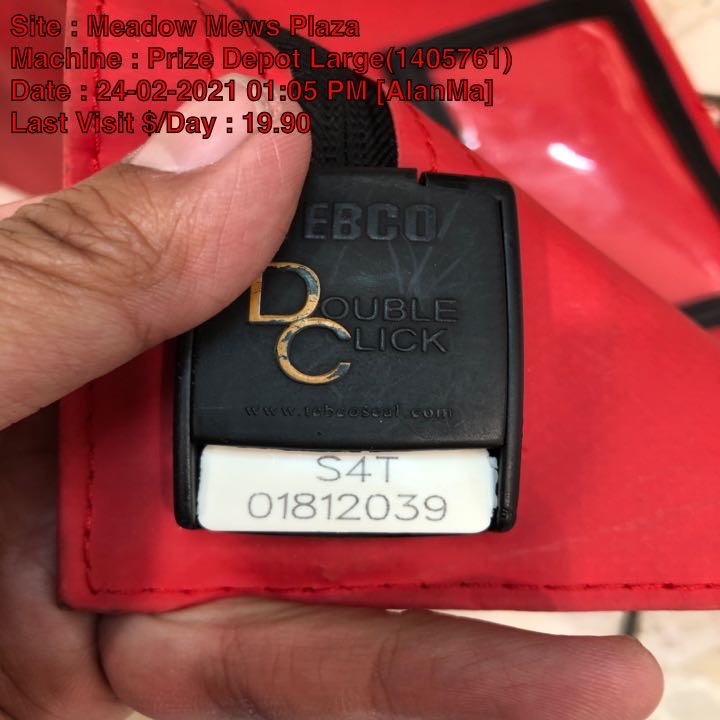 Site : Meadow Mews Plaza
Machine : Prize Depot Large(1405761)
Date : 24-02-2021 01:05 PM [AlanMa]
Last Visit $/Day : 19.90
EBCO
DOUBLE
CLICK
www.tebcoseal.com
S4T
01812039